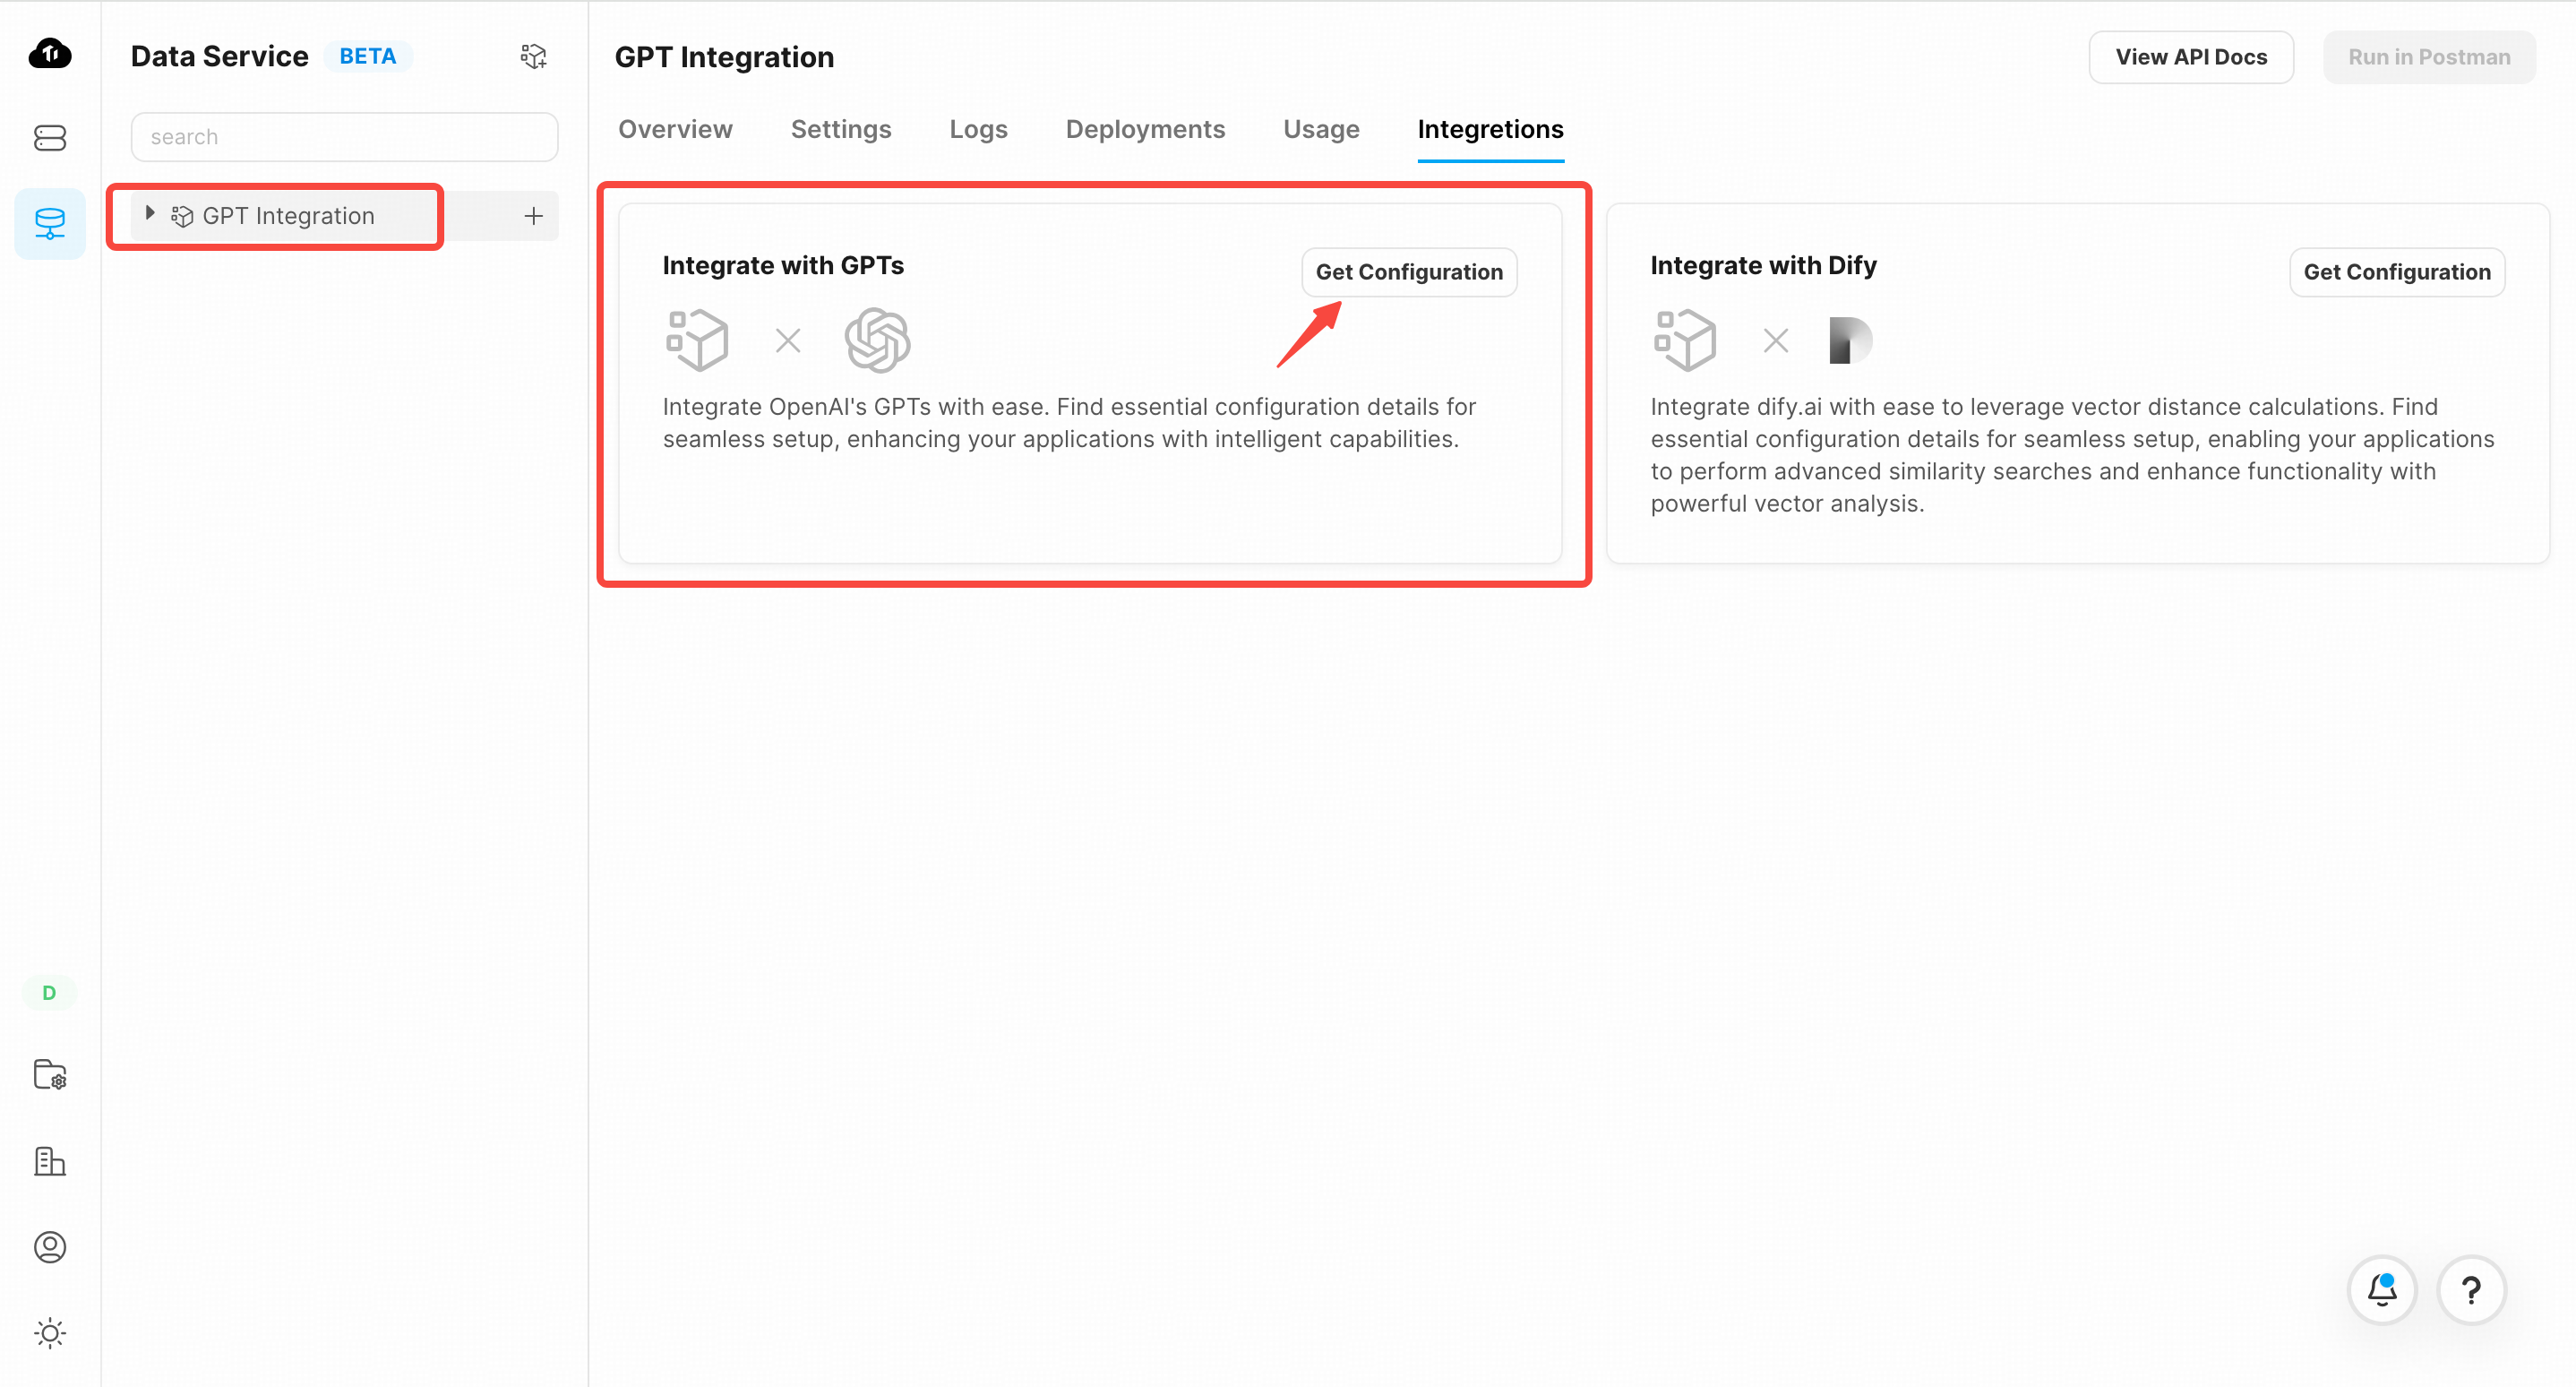 Data Service BETA
search
GPT Integration
GPT Integration
View API Docs
Run in Postman
Overview Settings Logs Deployments Usage Integretions
Integrate with GPTs
Get Configuration
Integrate OpenAI's GPTs with ease. Find essential configuration details for
seamless setup, enhancing your applications with intelligent capabilities.
Integrate with Dify
Get Configuration
Integrate dify.ai with ease to leverage vector distance calculations. Find
essential configuration details for seamless setup, enabling your applications
to perform advanced similarity searches and enhance functionality with
powerful vector analysis.
D
?